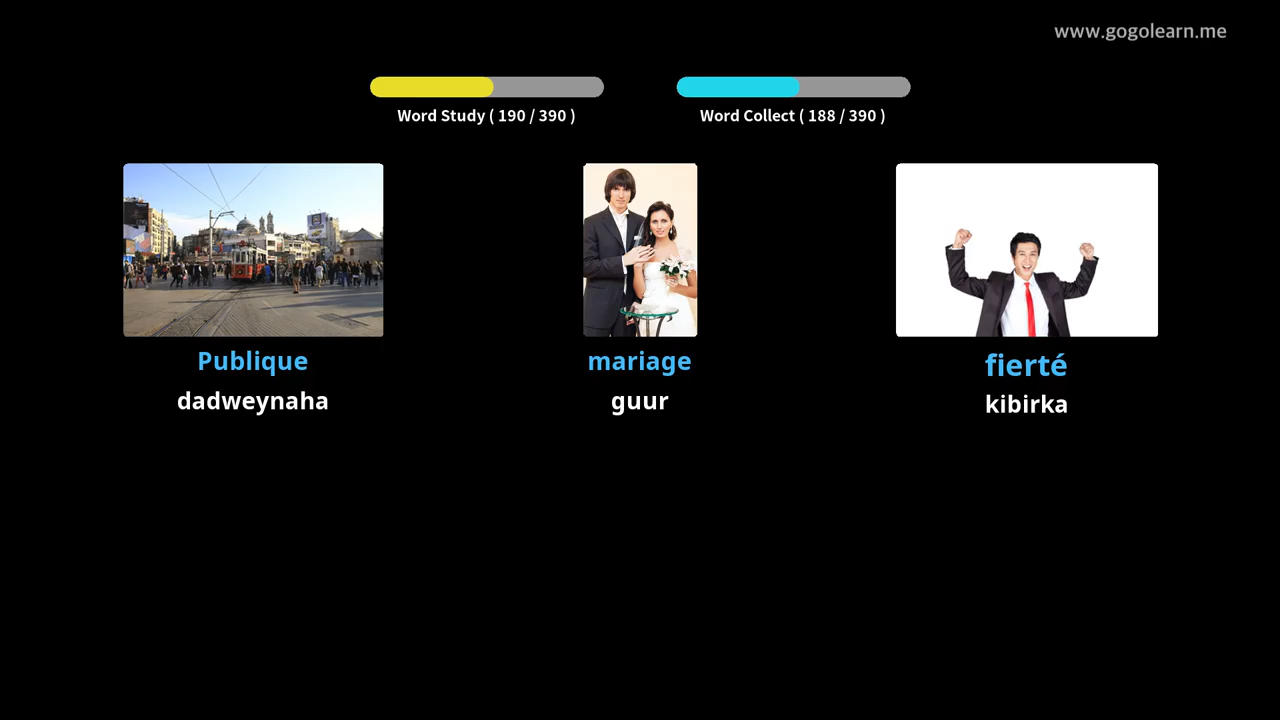 www.gogolearn.me
Word Study ( 190 / 390 )
Word Collect ( 188 / 390 )
Publique
mariage
fierté
dadweynaha
guur
kibirka